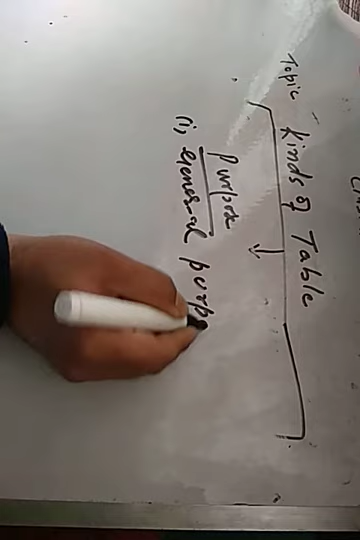 Topic - Kinds of Table
Purpose
(i) General purp